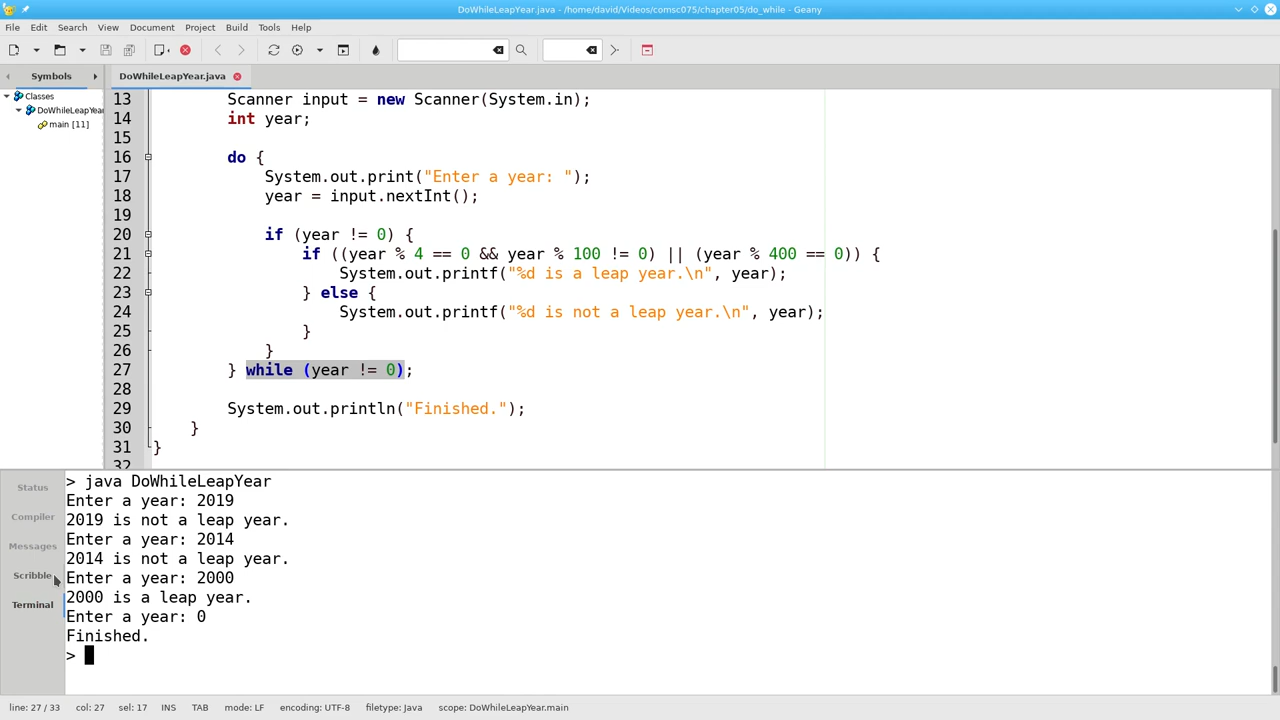 DoWhileLeapYear.java - /home/david/Videos/comsc075/chapter05/do_while - Geany
File Edit Search View Document Project Build Tools Help
Symbols
DoWhileLeapYear.java
Classes
DoWhileLeapYear
main [11]
13 Scanner input = new Scanner(System.in);
14 int year;
15
16 do {
17 System.out.print("Enter a year: ");
18 year = input.nextInt();
19
20 if (year != 0) {
21 if ((year % 4 == 0 && year % 100 != 0) || (year % 400 == 0)) {
22 System.out.printf("%d is a leap year.\n", year);
23 } else {
24 System.out.printf("%d is not a leap year.\n", year);
25 }
26 }
27 } while (year != 0);
28
29 System.out.println("Finished.");
30 }
31 }
32
Status
Compiler
Messages
Scribble
Terminal
> java DoWhileLeapYear
Enter a year: 2019
2019 is not a leap year.
Enter a year: 2014
2014 is not a leap year.
Enter a year: 2000
2000 is a leap year.
Enter a year: 0
Finished.
>
line: 27 / 33 col: 27 sel: 17 INS TAB mode: LF encoding: UTF-8 filetype: Java scope: DoWhileLeapYear.main